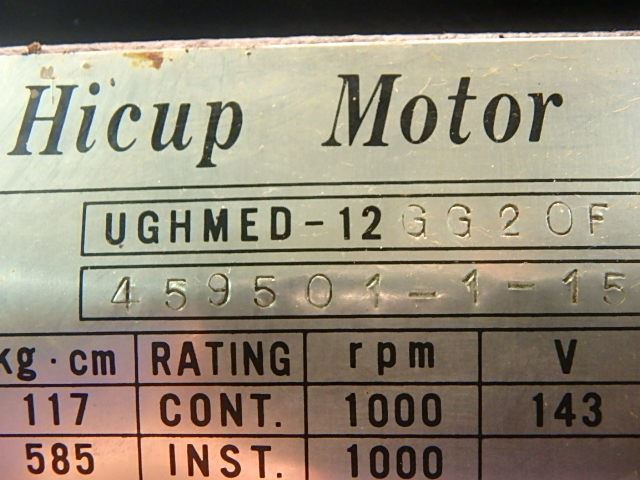 Hicup Motor
UGHMED-12GG20F
459501-1-15
kg·cm RATING rpm V
117 CONT. 1000 143
585 INST. 1000